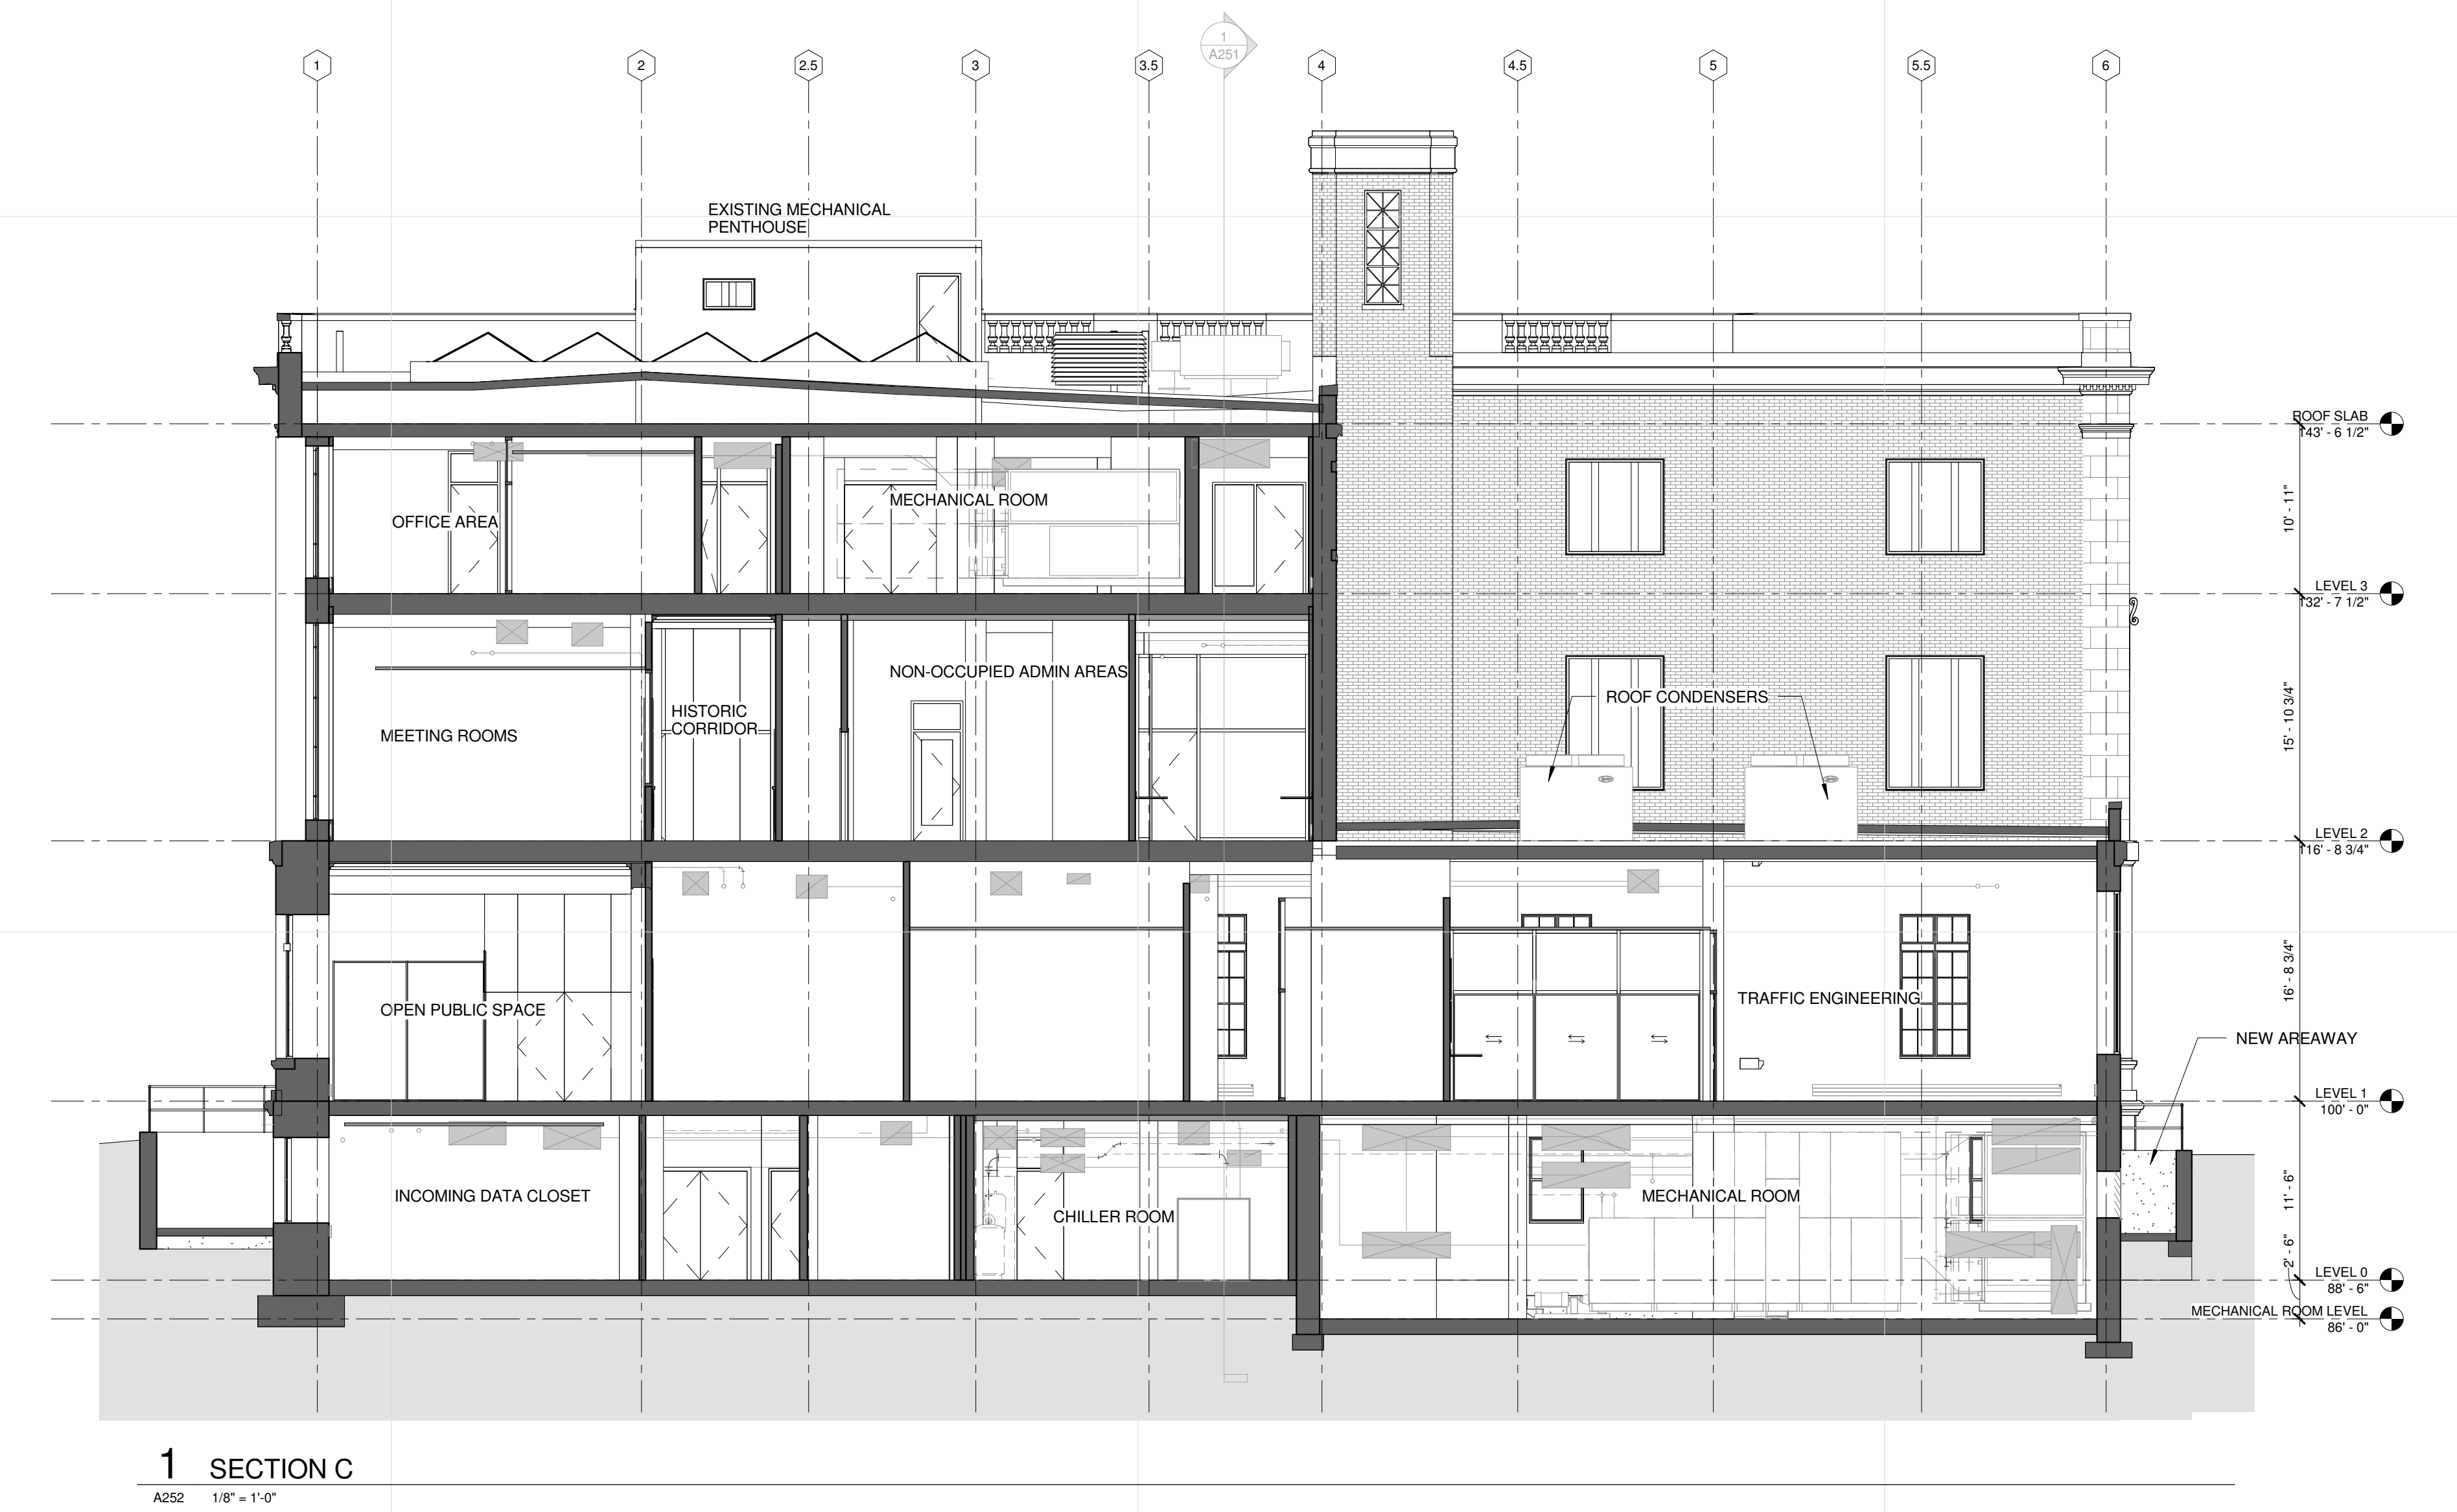 1
A251
1
2
2.5
3
3.5
4
4.5
5
5.5
6
EXISTING MECHANICAL
PENTHOUSE
ROOF SLAB
143' - 6 1/2"
10' - 11"
OFFICE AREA
MECHANICAL ROOM
LEVEL 3
132' - 7 1/2"
15' - 10 3/4"
MEETING ROOMS
HISTORIC
CORRIDOR
NON-OCCUPIED ADMIN AREAS
ROOF CONDENSERS
LEVEL 2
116' - 8 3/4"
16' - 8 3/4"
OPEN PUBLIC SPACE
TRAFFIC ENGINEERING
NEW AREAWAY
LEVEL 1
100' - 0"
11' - 6"
INCOMING DATA CLOSET
CHILLER ROOM
MECHANICAL ROOM
2' - 6"
LEVEL 0
88' - 6"
MECHANICAL ROOM LEVEL
86' - 0"
1 SECTION C
A252 1/8" = 1'-0"